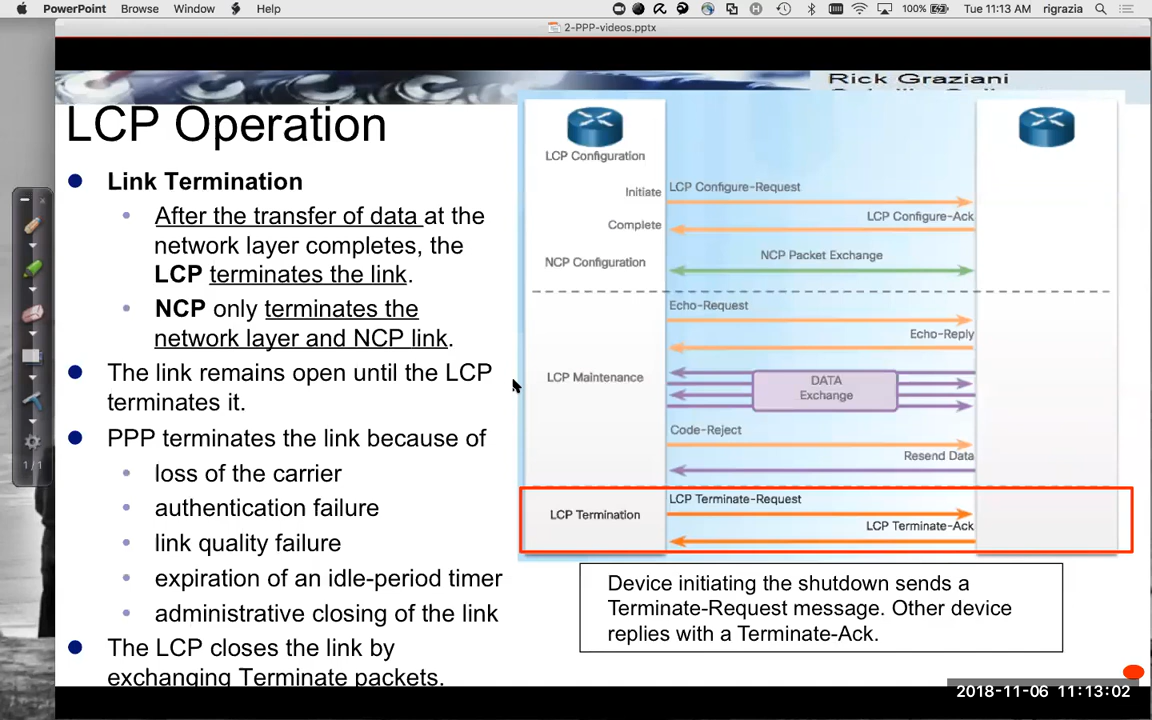 PowerPoint Browse Window Help 100% Tue 11:13 AM rigrazia
2-PPP-videos.pptx
Rick Graziani
LCP Operation
Link Termination
After the transfer of data at the
network layer completes, the
LCP terminates the link.
NCP only terminates the
network layer and NCP link.
The link remains open until the LCP
terminates it.
PPP terminates the link because of
loss of the carrier
authentication failure
link quality failure
expiration of an idle-period timer
administrative closing of the link
The LCP closes the link by
exchanging Terminate packets.
1/1
LCP Configuration
Initiate LCP Configure-Request
LCP Configure-Ack
Complete
NCP Configuration NCP Packet Exchange
Echo-Request
Echo-Reply
LCP Maintenance
DATA
Exchange
Code-Reject
Resend Data
LCP Terminate-Request
LCP Termination
LCP Terminate-Ack
Device initiating the shutdown sends a
Terminate-Request message. Other device
replies with a Terminate-Ack.
2018-11-06 11:13:02